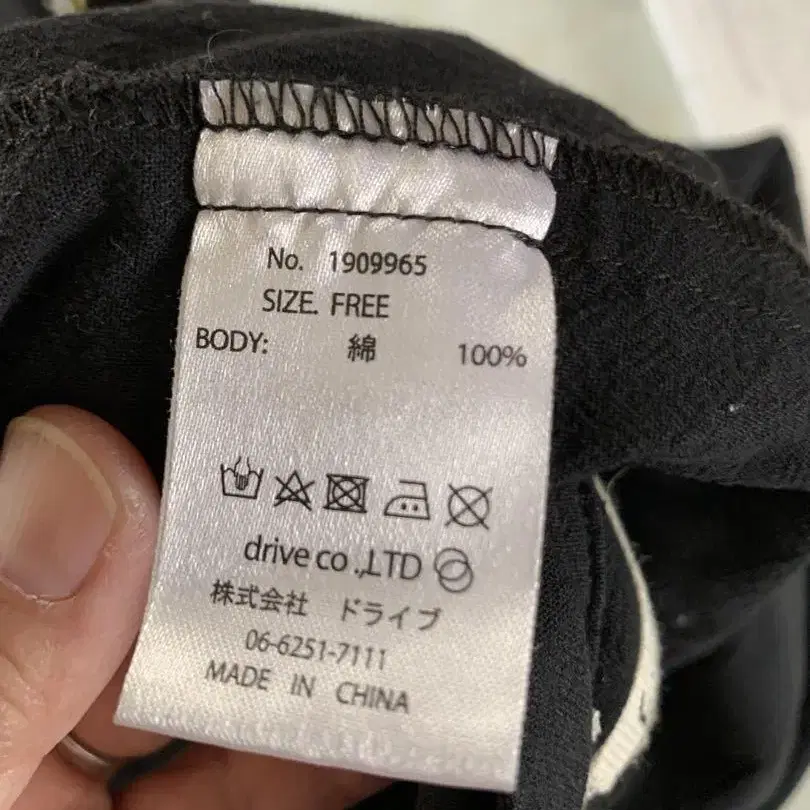 No. 1909965
SIZE. FREE
BODY: 綿 100%
drive co.,LTD
株式会社 ドライブ
06-6251-7111
MADE IN CHINA